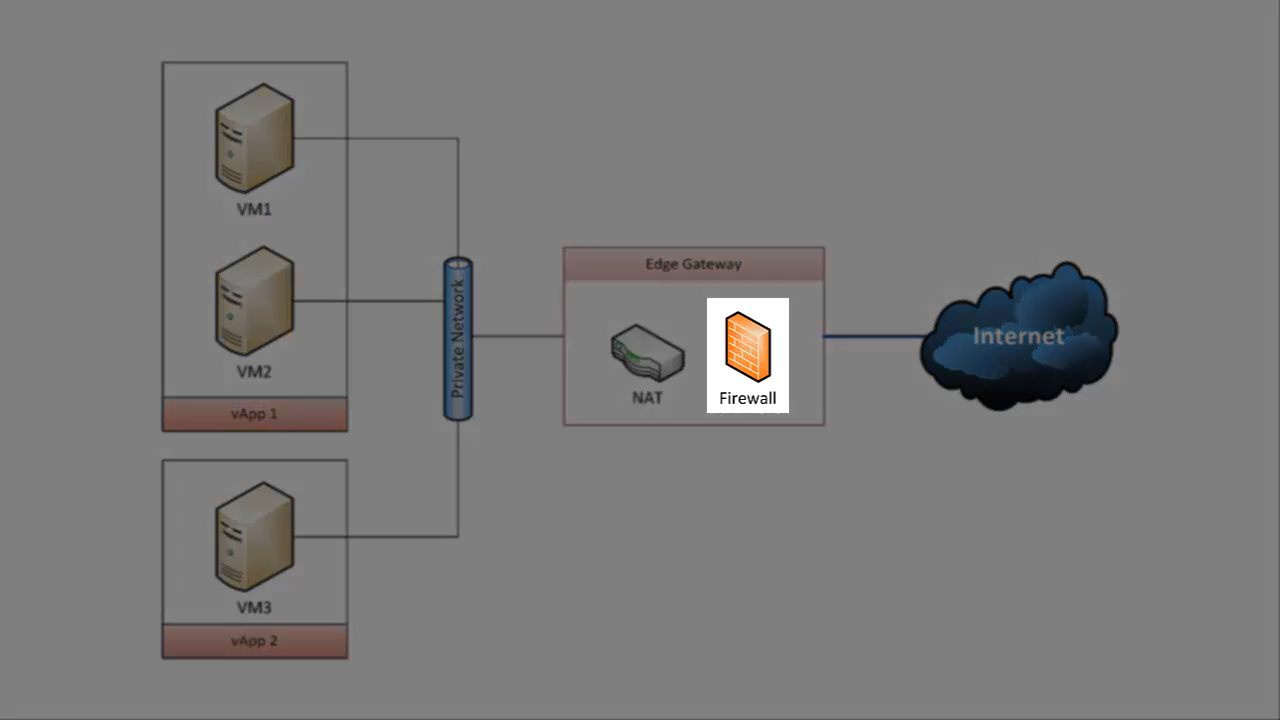 VM1
VM2
vApp 1
VM3
vApp 2
Private Network
Edge Gateway
NAT
Firewall
Internet